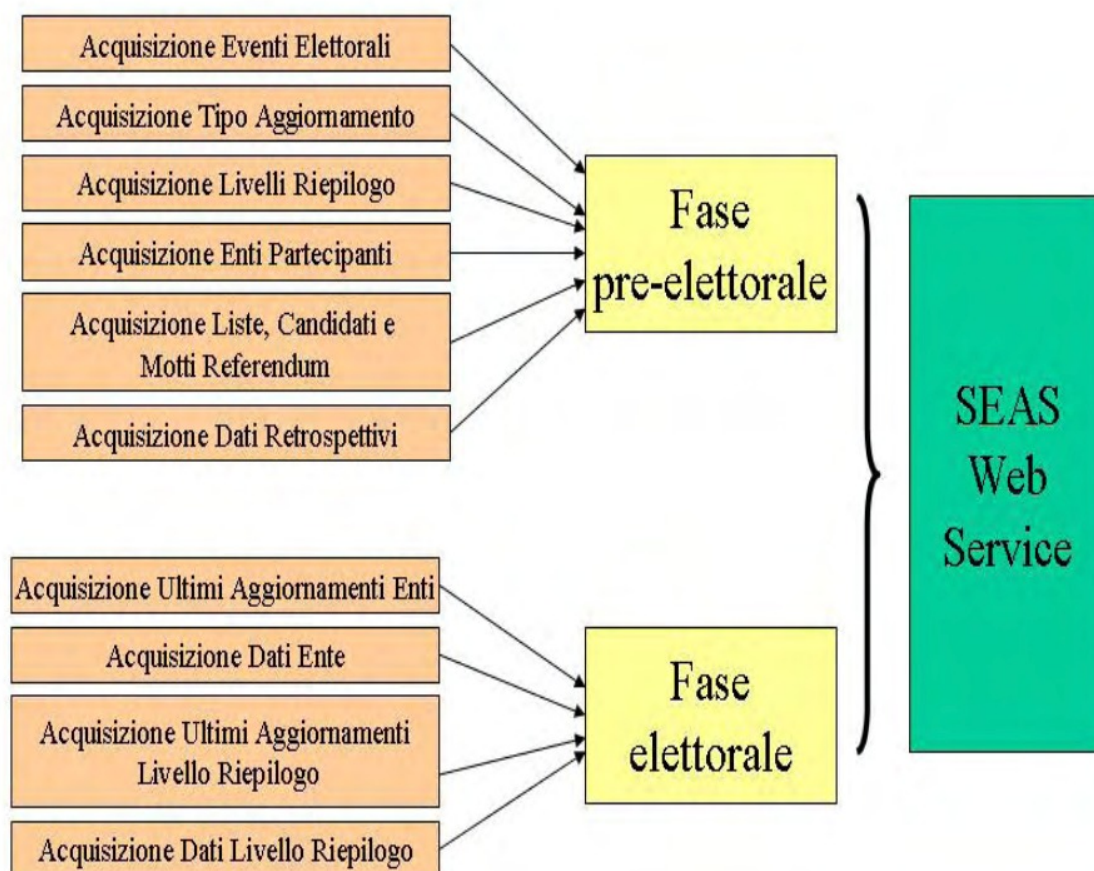 Acquisizione Eventi Elettorali
Acquisizione Tipo Aggiornamento
Acquisizione Livelli Riepilogo
Acquisizione Enti Partecipanti
Acquisizione Liste, Candidati e
Motti Referendum
Acquisizione Dati Retrospettivi
Fase
pre-elettorale
Acquisizione Ultimi Aggiornamenti Enti
Acquisizione Dati Ente
Acquisizione Ultimi Aggiornamenti
Livello Riepilogo
Acquisizione Dati Livello Riepilogo
Fase
elettorale
SEAS
Web
Service